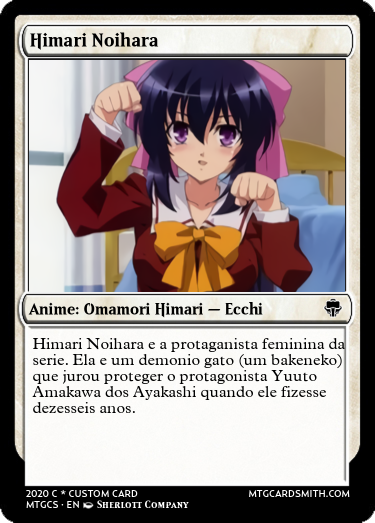 Himari Noihara
Anime: Omamori Himari — Ecchi
Himari Noihara e a protaganista feminina da
serie. Ela e um demonio gato (um bakeneko)
que jurou proteger o protagonista Yuuto
Amakawa dos Ayakashi quando ele fizesse
dezesseis anos.
2020 C * CUSTOM CARD
MTGCARDSMITH.COM
MTGCS · EN Sherlott Company